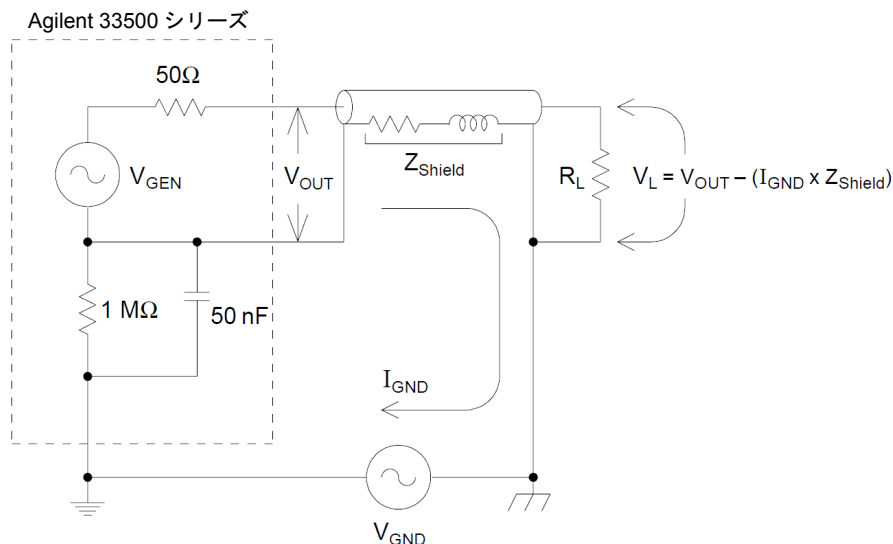 Agilent 33500 シリーズ
50Ω
V_GEN
V_OUT
Z_Shield
R_L
V_L = V_OUT – (I_GND x Z_Shield)
1 MΩ
50 nF
I_GND
V_GND